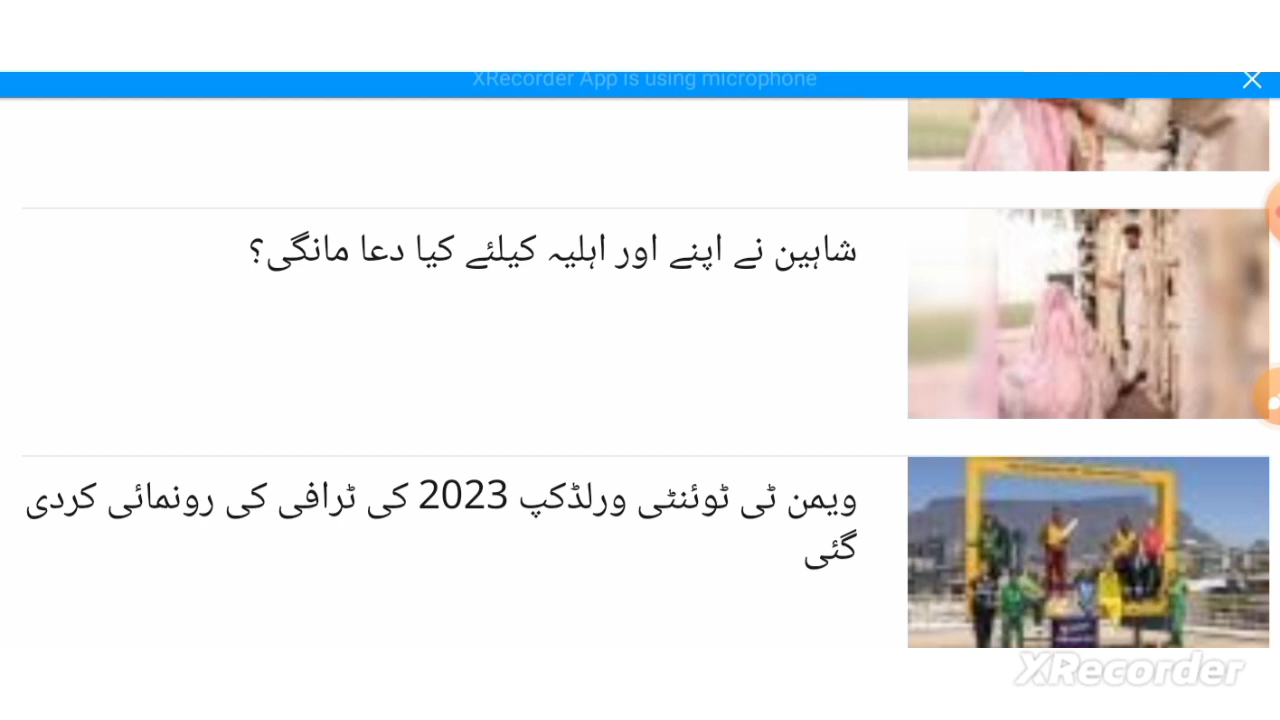 XRecorder App is using microphone
شاہین نے اپنے اور اہلیہ کیلئے کیا دعا مانگی؟
ویمن ٹی ٹوئنٹی ورلڈکپ 2023 کی ٹرافی کی رونمائی کردی
گئی
XRecorder